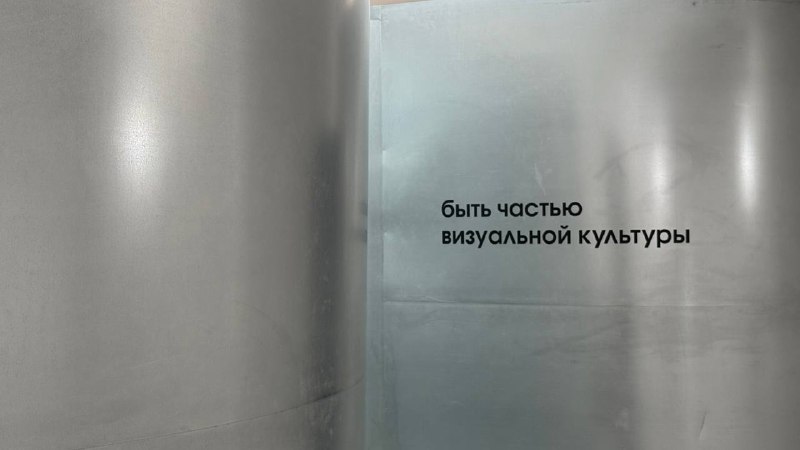 быть частью
визуальной культуры